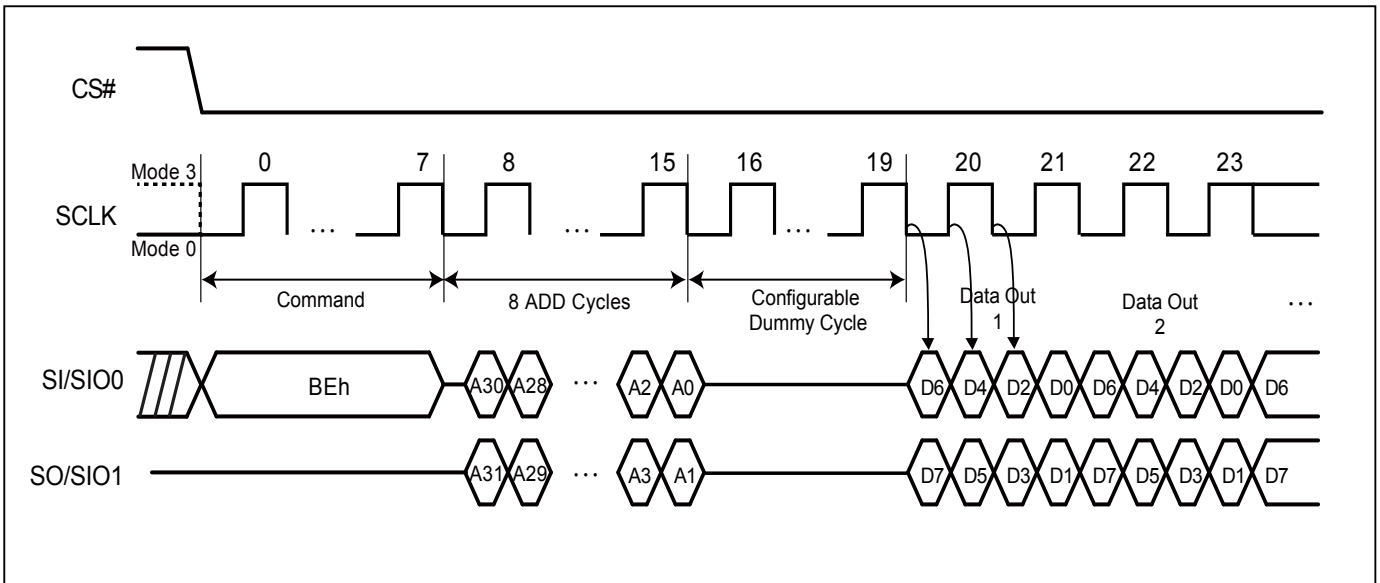 CS#
0 7 8 15 16 19 20 21 22 23
Mode 3
SCLK
... ... ...
Mode 0
Command
8 ADD Cycles
Configurable
Dummy Cycle
Data Out
1
Data Out
2
...
SI/SIO0
BEh
A30 A28 ... A2 A0
D6 D4 D2 D0 D6 D4 D2 D0 D6
SO/SIO1
A31 A29 ... A3 A1
D7 D5 D3 D1 D7 D5 D3 D1 D7